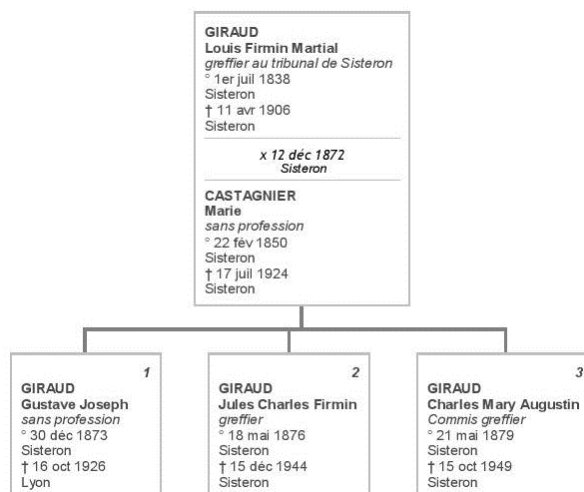 GIRAUD
Louis Firmin Martial
greffier au tribunal de Sisteron
° 1er juil 1838
Sisteron
† 11 avr 1906
Sisteron
x 12 déc 1872
Sisteron
CASTAGNIER
Marie
sans profession
° 22 fév 1850
Sisteron
† 17 juil 1924
Sisteron
1
GIRAUD
Gustave Joseph
sans profession
° 30 déc 1873
Sisteron
† 16 oct 1926
Lyon
2
GIRAUD
Jules Charles Firmin
greffier
° 18 mai 1876
Sisteron
† 15 déc 1944
Sisteron
3
GIRAUD
Charles Mary Augustin
Commis greffier
° 21 mai 1879
Sisteron
† 15 oct 1949
Sisteron